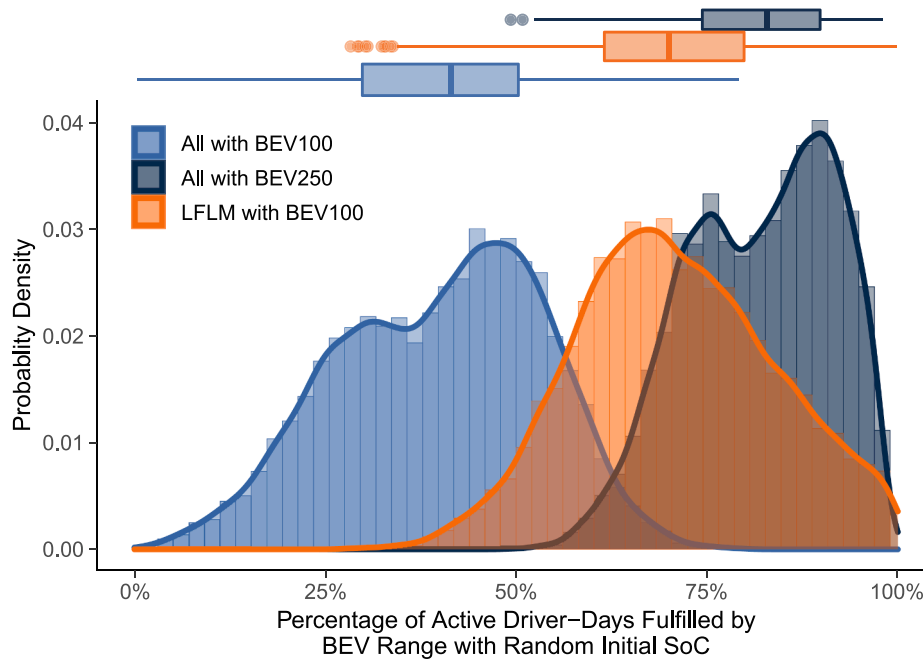 All with BEV100
All with BEV250
LFLM with BEV100
0.04
0.03
0.02
0.01
0.00
Probablity Density
0% 25% 50% 75% 100%
Percentage of Active Driver−Days Fulfilled by
BEV Range with Random Initial SoC